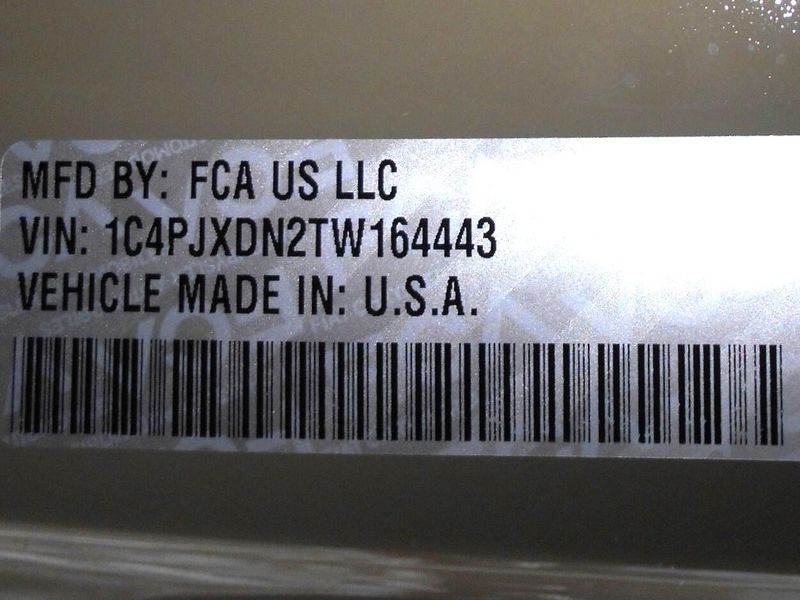 MFD BY: FCA US LLC
VIN: 1C4PJXDN2TW164443
VEHICLE MADE IN: U.S.A.